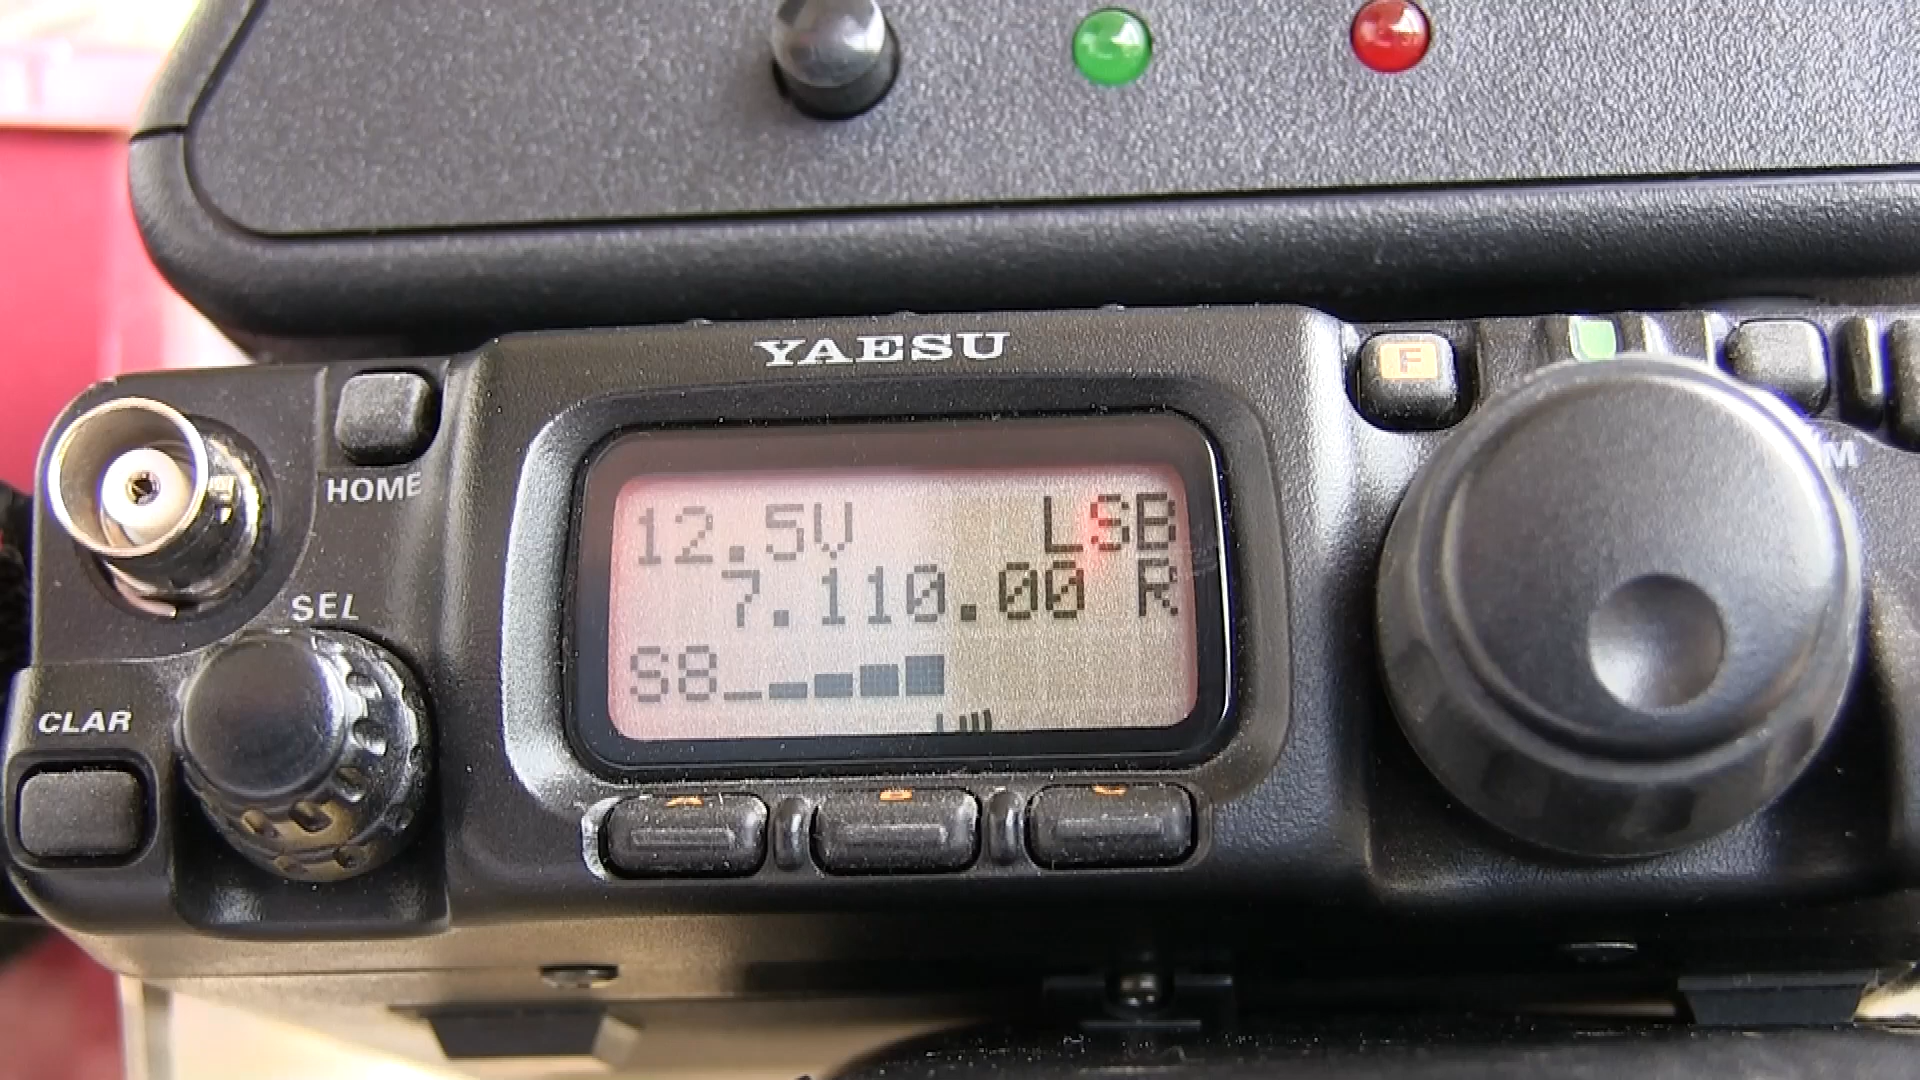 YAESU
F
HOME
12.5V LSB
7.110.00 R
S8
SEL
CLAR
A B C
M